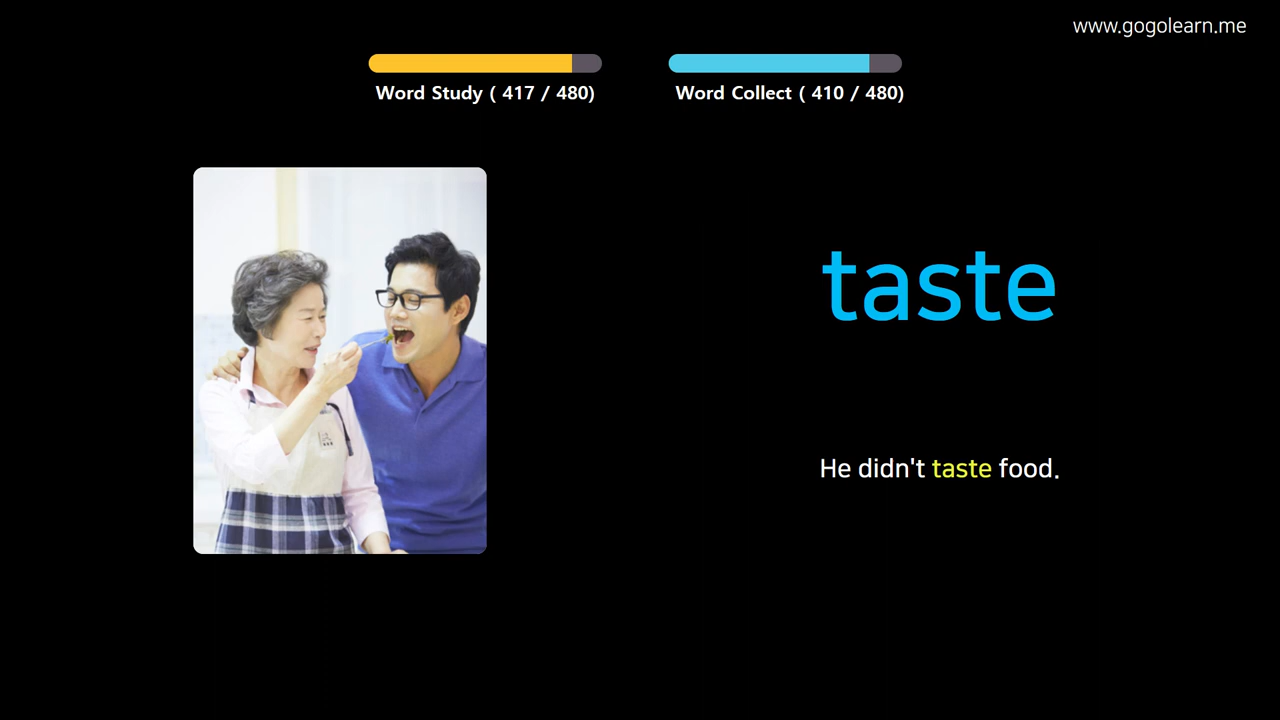 www.gogolearn.me
Word Study ( 417 / 480)
Word Collect ( 410 / 480)
taste
He didn't taste food.